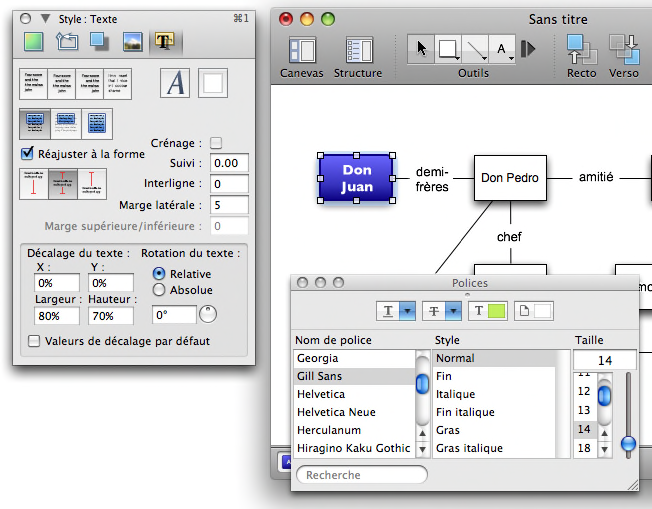 Style : Texte
⌘1
A
Réajuster à la forme
Crénage :
Suivi : 0.00
Interligne : 0
Marge latérale : 5
Marge supérieure/inférieure : 0
Décalage du texte :
X :
Y :
0%
0%
Largeur :
Hauteur :
80%
70%
Rotation du texte :
Relative
Absolue
0°
Valeurs de décalage par défaut
Sans titre
A
Canevas
Structure
Outils
Recto
Verso
Don
Juan
demi-
frères
Don Pedro
amitié
chef
Polices
T
T
T
Nom de police
Style
Taille
Georgia
Gill Sans
Helvetica
Helvetica Neue
Herculanum
Hiragino Kaku Gothic
Normal
Fin
Italique
Fin italique
Gras
Gras italique
14
11
12
13
14
18
Recherche